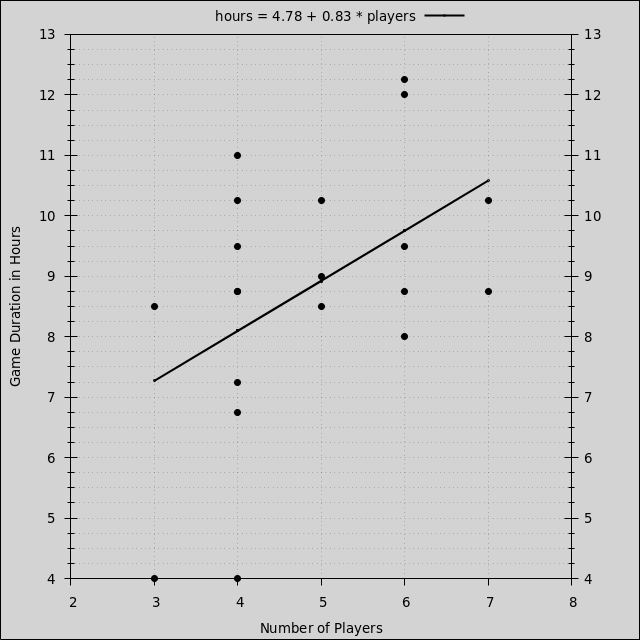 hours = 4.78 + 0.83 * players
13 13
12 12
11 11
10 10
9 9
8 8
7 7
6 6
5 5
4 4
2 3 4 5 6 7 8
Game Duration in Hours
Number of Players